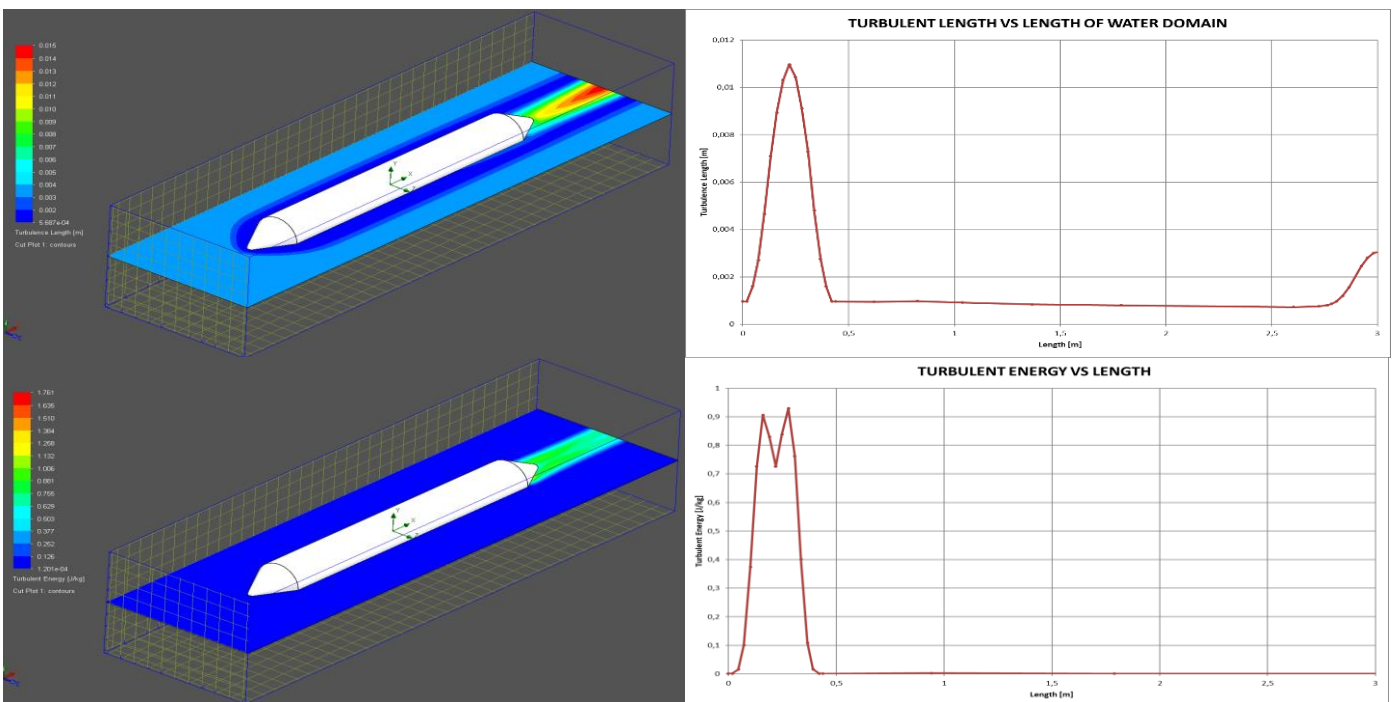 0.015
0.014
0.013
0.012
0.011
0.010
0.009
0.008
0.007
0.006
0.005
0.004
0.003
0.002
5.687e-04
Turbulence Length [m]
Cut Plot 1: contours
Y
X
TURBULENT LENGTH VS LENGTH OF WATER DOMAIN
0,012
0,01
0,008
0,006
0,004
0,002
0
Turbulence Length [m]
0 0,5 1 1,5 2 2,5 3
Length [m]
1.761
1.635
1.510
1.384
1.258
1.132
1.006
0.881
0.755
0.629
0.503
0.377
0.252
0.126
1.201e-04
Turbulent Energy [J/kg]
Cut Plot 1: contours
Y
X
TURBULENT ENERGY VS LENGTH
1
0,9
0,8
0,7
0,6
0,5
0,4
0,3
0,2
0,1
0
Turbulent Energy [J/kg]
0 0,5 1 1,5 2 2,5 3
Length [m]